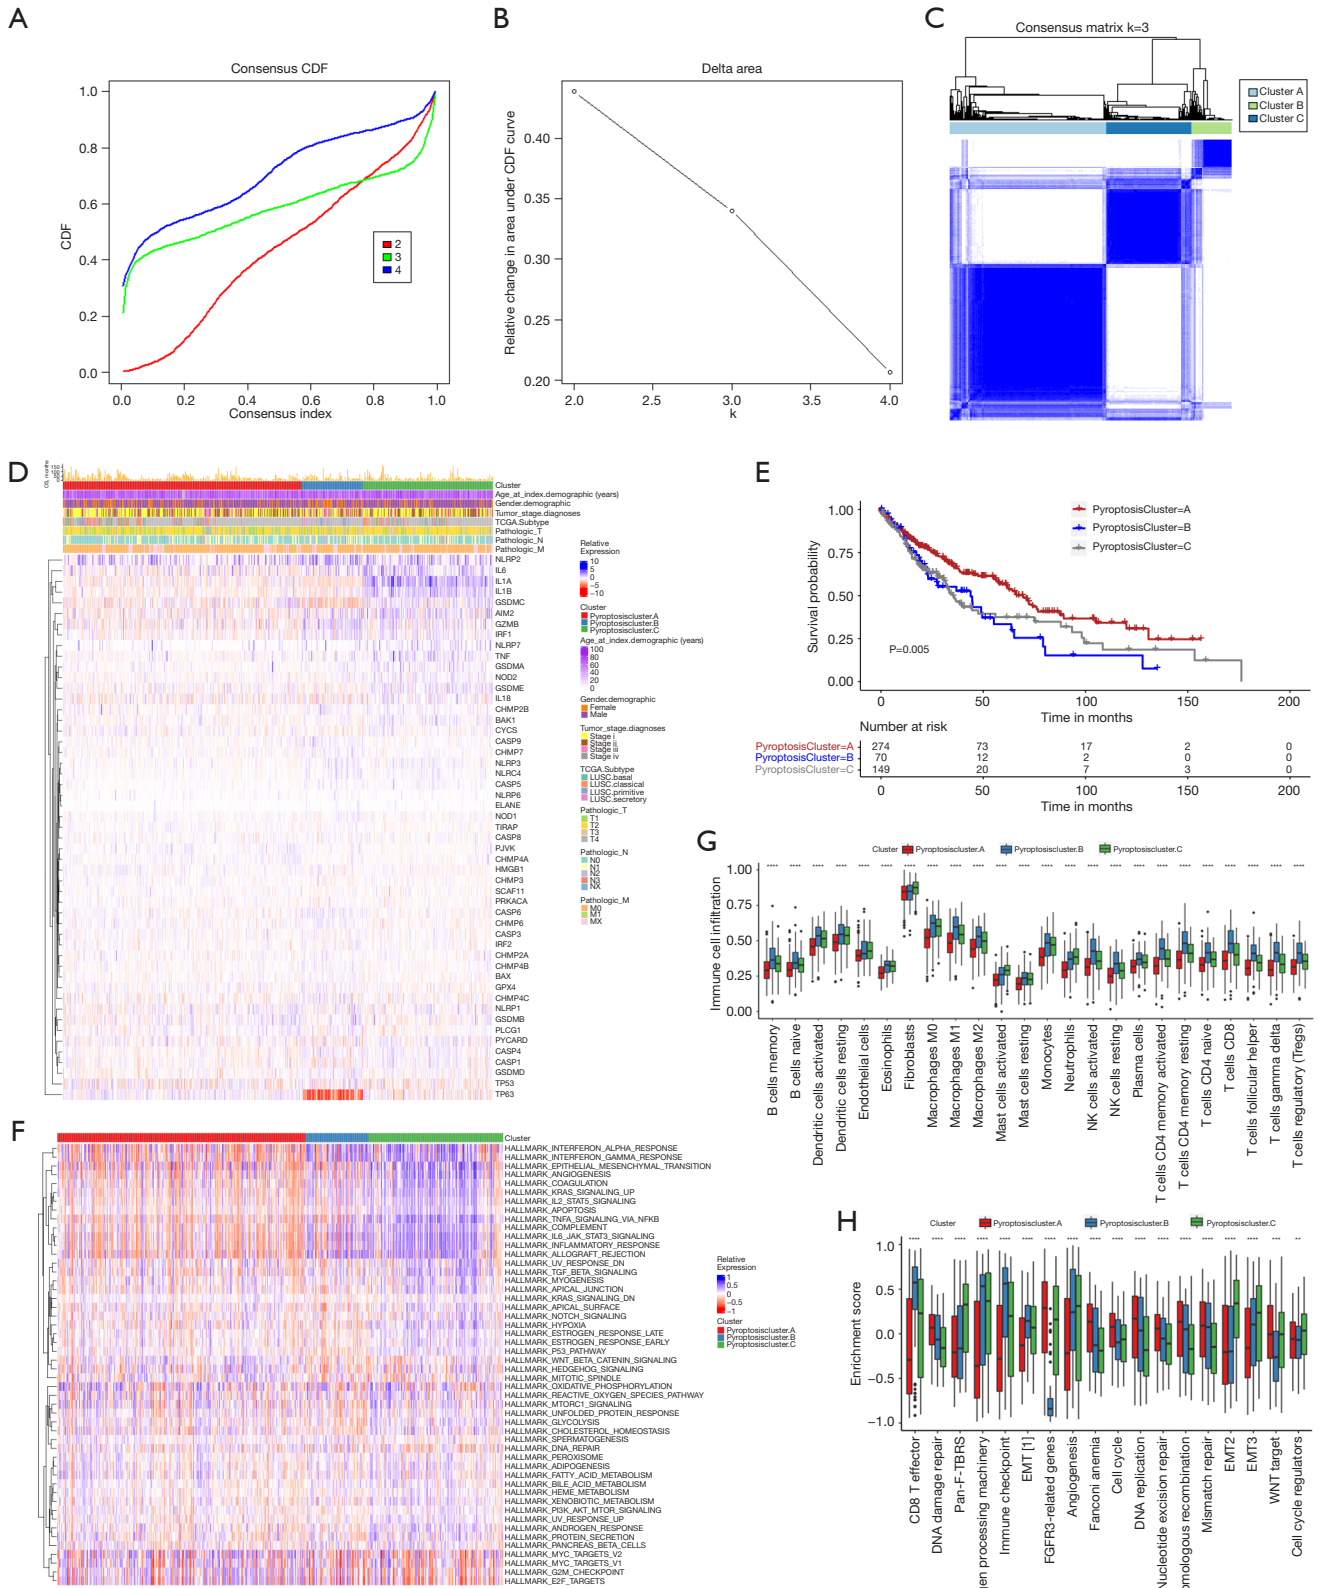 A
Consensus CDF
CDF
1.0
0.8
0.6
0.4
0.2
0.0
2
3
4
0.0 0.2 0.4 0.6 0.8 1.0
Consensus index
B
Delta area
Relative change in area under CDF curve
0.40
0.35
0.30
0.25
0.20
2.0 2.5 3.0 3.5 4.0
k
C
Consensus matrix k=3
Cluster A
Cluster B
Cluster C
D
OS, months
Cluster
Age_at_index.demographic (years)
Gender.demographic
Tumor_stage.diagnoses
TCGA.Subtype
Pathologic_T
Pathologic_N
Pathologic_M
NLRP2
IL6
IL1A
IL1B
GSDMC
AIM2
GZMB
IRF1
NLRP7
TNF
GSDMA
NOD2
GSDME
IL18
CHMP2B
BAK1
CYCS
CASP9
CHMP7
NLRP3
NLRC4
CASP5
NLRP6
ELANE
NOD1
TIRAP
CASP8
PJVK
CHMP4A
HMGB1
CHMP3
SCAF11
PRKACA
CASP6
CHMP6
CASP3
IRF2
CHMP2A
CHMP4B
BAX
GPX4
CHMP4C
NLRP1
GSDMB
PLCG1
PYCARD
CASP4
CASP1
GSDMD
TP53
TP63
Relative
Expression
10
5
0
−5
−10
Cluster
Pyroptosiscluster.A
Pyroptosiscluster.B
Pyroptosiscluster.C
Age_at_index.demographic (years)
100
80
60
40
20
0
Gender.demographic
Female
Male
Tumor_stage.diagnoses
Stage i
Stage ii
Stage iii
Stage iv
TCGA.Subtype
LUSC.basal
LUSC.classical
LUSC.primitive
LUSC.secretory
Pathologic_T
T1
T2
T3
T4
Pathologic_N
N0
N1
N2
N3
NX
Pathologic_M
M0
M1
MX
E
Survival probability
1.00
0.75
0.50
0.25
0.00
PyroptosisCluster=A
PyroptosisCluster=B
PyroptosisCluster=C
P=0.005
0 50 100 150 200
Time in months
Number at risk
PyroptosisCluster=A 274 73 17 2 0
PyroptosisCluster=B 70 12 2 0 0
PyroptosisCluster=C 149 20 7 3 0
0 50 100 150 200
Time in months
F
Cluster
HALLMARK_INTERFERON_ALPHA_RESPONSE
HALLMARK_INTERFERON_GAMMA_RESPONSE
HALLMARK_EPITHELIAL_MESENCHYMAL_TRANSITION
HALLMARK_ANGIOGENESIS
HALLMARK_COAGULATION
HALLMARK_KRAS_SIGNALING_UP
HALLMARK_IL2_STAT5_SIGNALING
HALLMARK_APOPTOSIS
HALLMARK_TNFA_SIGNALING_VIA_NFKB
HALLMARK_COMPLEMENT
HALLMARK_IL6_JAK_STAT3_SIGNALING
HALLMARK_INFLAMMATORY_RESPONSE
HALLMARK_ALLOGRAFT_REJECTION
HALLMARK_UV_RESPONSE_DN
HALLMARK_TGF_BETA_SIGNALING
HALLMARK_MYOGENESIS
HALLMARK_APICAL_JUNCTION
HALLMARK_KRAS_SIGNALING_DN
HALLMARK_APICAL_SURFACE
HALLMARK_NOTCH_SIGNALING
HALLMARK_HYPOXIA
HALLMARK_ESTROGEN_RESPONSE_LATE
HALLMARK_ESTROGEN_RESPONSE_EARLY
HALLMARK_P53_PATHWAY
HALLMARK_WNT_BETA_CATENIN_SIGNALING
HALLMARK_HEDGEHOG_SIGNALING
HALLMARK_MITOTIC_SPINDLE
HALLMARK_OXIDATIVE_PHOSPHORYLATION
HALLMARK_REACTIVE_OXYGEN_SPECIES_PATHWAY
HALLMARK_MTORC1_SIGNALING
HALLMARK_UNFOLDED_PROTEIN_RESPONSE
HALLMARK_GLYCOLYSIS
HALLMARK_CHOLESTEROL_HOMEOSTASIS
HALLMARK_SPERMATOGENESIS
HALLMARK_DNA_REPAIR
HALLMARK_PEROXISOME
HALLMARK_ADIPOGENESIS
HALLMARK_FATTY_ACID_METABOLISM
HALLMARK_BILE_ACID_METABOLISM
HALLMARK_HEME_METABOLISM
HALLMARK_XENOBIOTIC_METABOLISM
HALLMARK_PI3K_AKT_MTOR_SIGNALING
HALLMARK_UV_RESPONSE_UP
HALLMARK_ANDROGEN_RESPONSE
HALLMARK_PROTEIN_SECRETION
HALLMARK_PANCREAS_BETA_CELLS
HALLMARK_MYC_TARGETS_V2
HALLMARK_MYC_TARGETS_V1
HALLMARK_G2M_CHECKPOINT
HALLMARK_E2F_TARGETS
Relative
Expression
1
0.5
0
−0.5
−1
Cluster
Pyroptosiscluster.A
Pyroptosiscluster.B
Pyroptosiscluster.C
G
Cluster Pyroptosiscluster.A Pyroptosiscluster.B Pyroptosiscluster.C
Immune cell infiltration
1.00
0.75
0.50
0.25
0.00
B cells memory
B cells naive
Dendritic cells activated
Dendritic cells resting
Endothelial cells
Eosinophils
Fibroblasts
Macrophages M0
Macrophages M1
Macrophages M2
Mast cells activated
Mast cells resting
Monocytes
Neutrophils
NK cells activated
NK cells resting
Plasma cells
T cells CD4 memory activated
T cells CD4 memory resting
T cells CD4 naive
T cells CD8
T cells follicular helper
T cells gamma delta
T cells regulatory (Tregs)
H
Cluster Pyroptosiscluster.A Pyroptosiscluster.B Pyroptosiscluster.C
Enrichment score
1.0
0.5
0.0
−0.5
−1.0
CD8 T effector
DNA damage repair
Pan-F-TBRS
gen processing machinery
Immune checkpoint
EMT [1]
FGFR3-related genes
Angiogenesis
Fanconi anemia
Cell cycle
DNA replication
Nucleotide excision repair
omologous recombination
Mismatch repair
EMT2
EMT3
WNT target
Cell cycle regulators